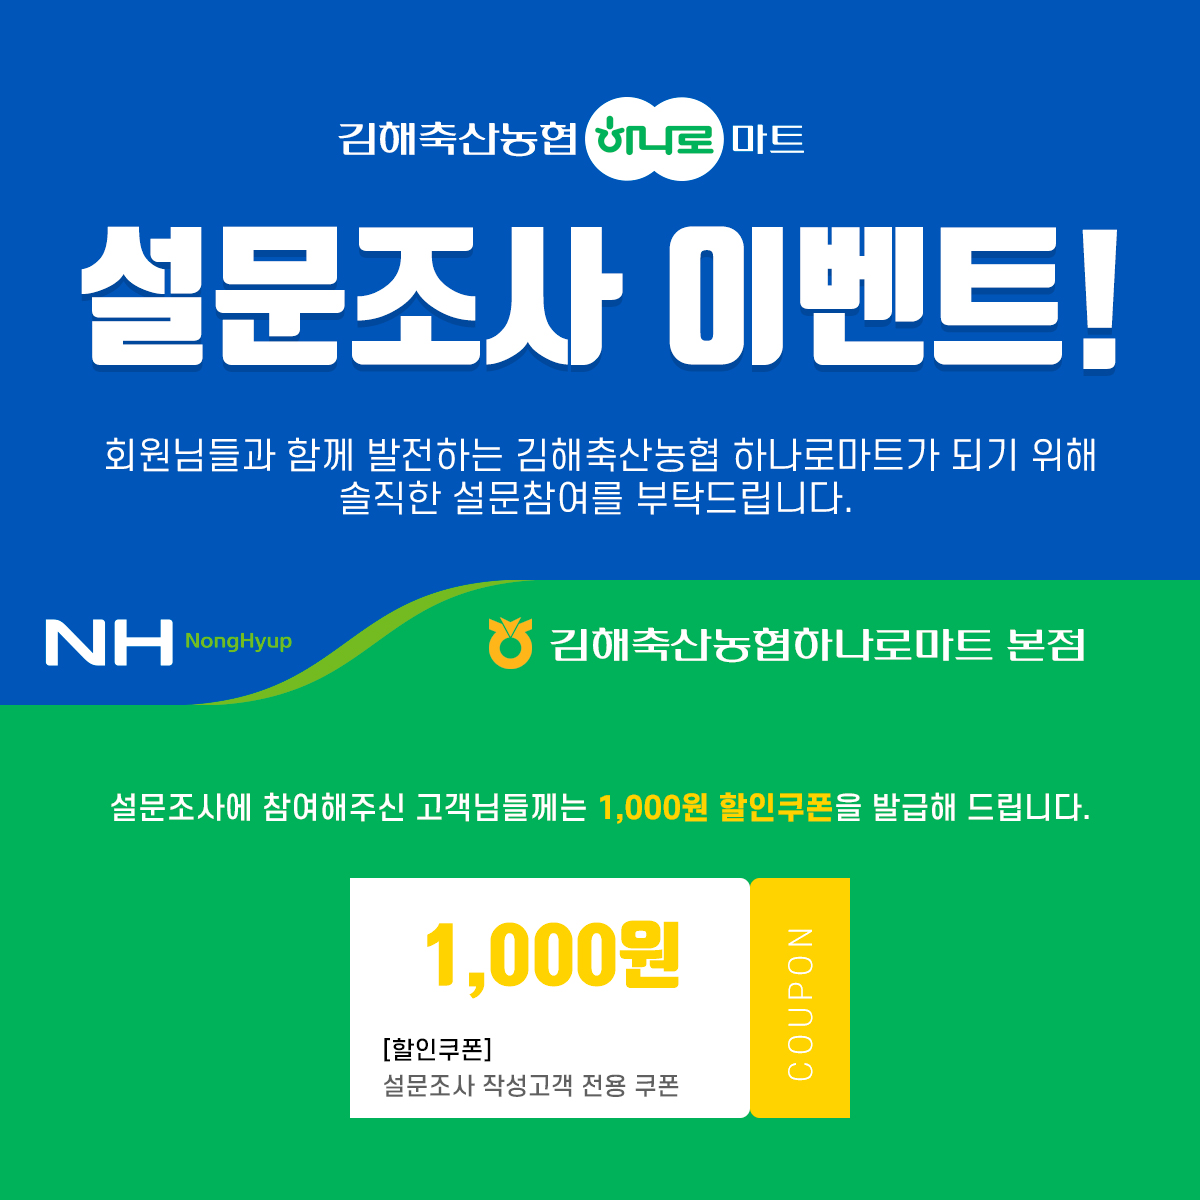 김해축산농협 하나로 마트
설문조사 이벤트!
회원님들과 함께 발전하는 김해축산농협 하나로마트가 되기 위해
솔직한 설문참여를 부탁드립니다.
NH NongHyup
김해축산농협하나로마트 본점
설문조사에 참여해주신 고객님들께는 1,000원 할인쿠폰을 발급해 드립니다.
1,000원
[할인쿠폰]
설문조사 작성고객 전용 쿠폰
COUPON